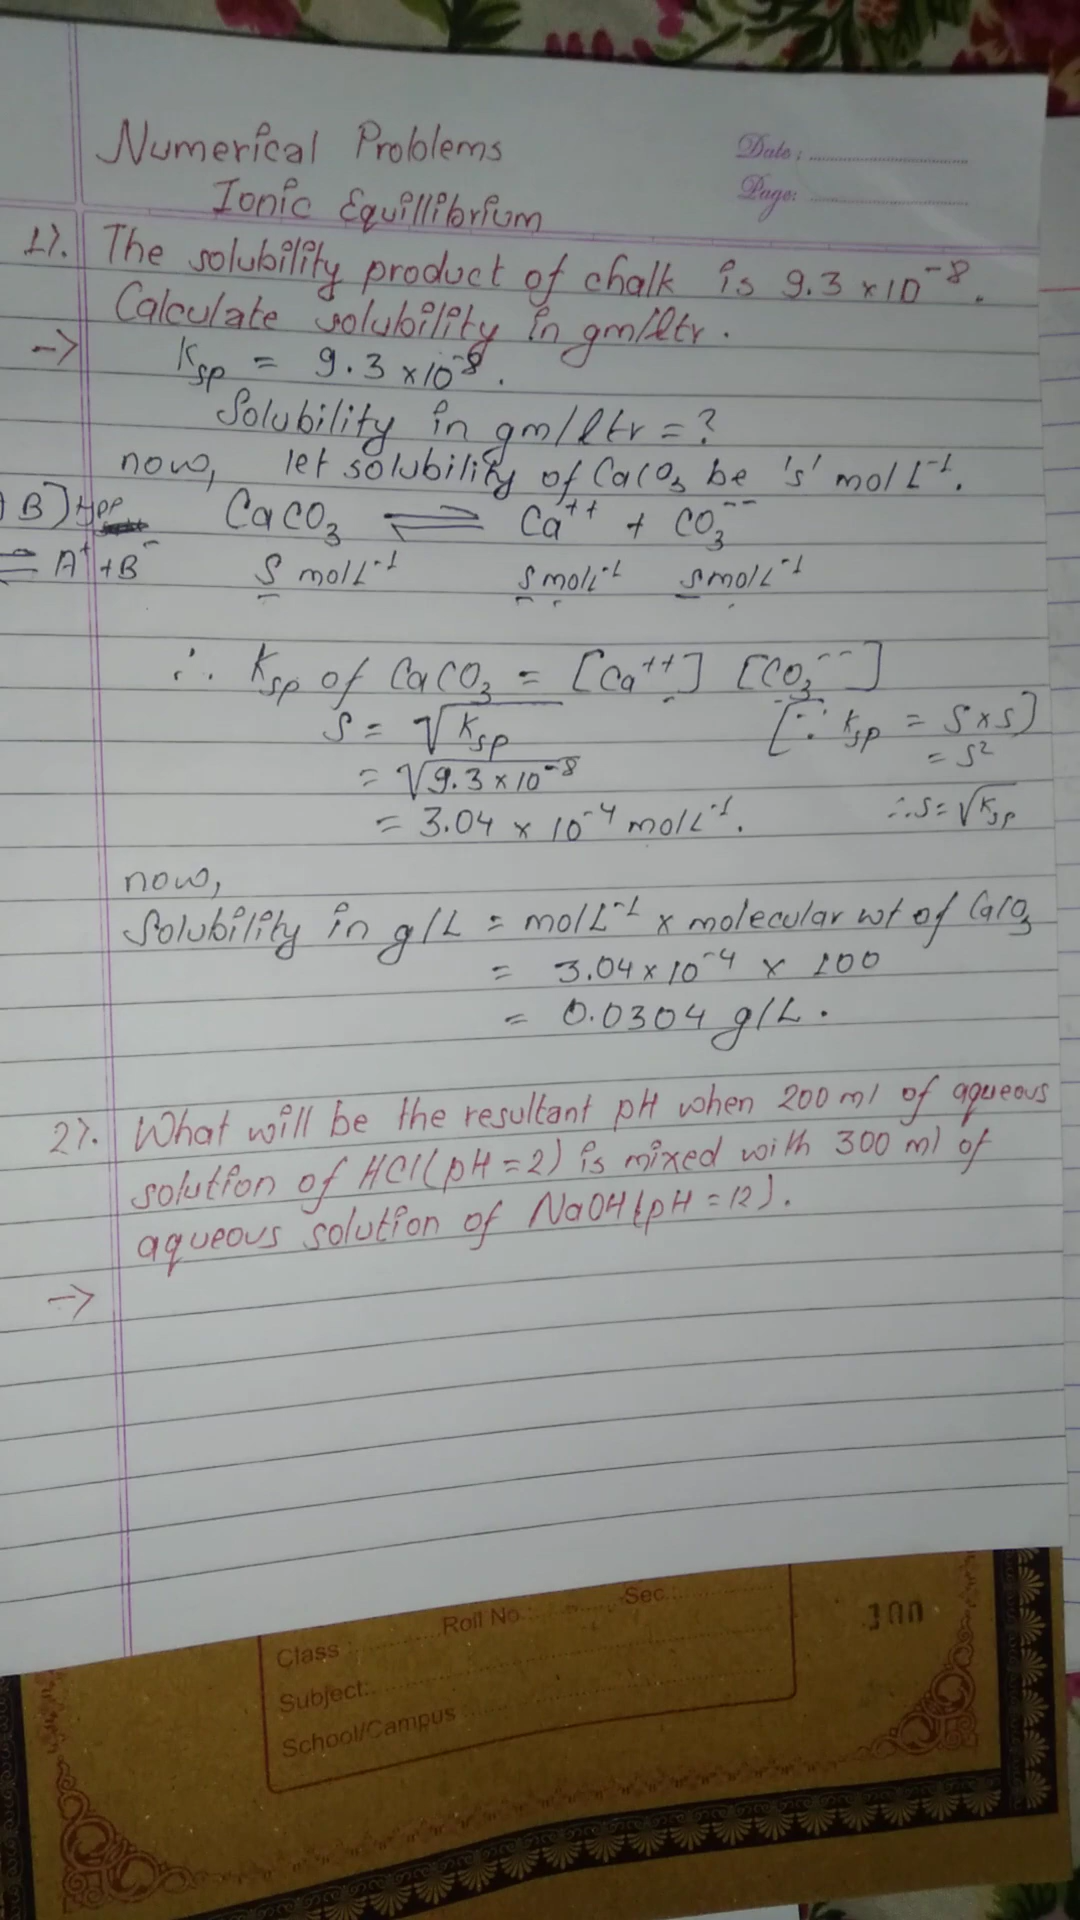 Numerical Problems
Date:
Ionic Equillibrium
Page:
1). The solubility product of chalk is 9.3 × 10⁻⁸.
Calculate solubility in gm/ltr.
→ Ksp = 9.3 × 10⁻⁸.
Solubility in gm/ltr = ?
now, let solubility of CaCO₃ be 's' mol L⁻¹.
B] type CaCO₃ ⇌ Ca⁺⁺ + CO₃⁻⁻
⇌ A⁺ + B⁻ S mol L⁻¹ S mol L⁻¹ S mol L⁻¹
∴ Ksp of CaCO₃ = [Ca⁺⁺] [CO₃⁻⁻]
S = √Ksp [∵ Ksp = S × S]
= S²
= √9.3 × 10⁻⁸
= 3.04 × 10⁻⁴ mol L⁻¹. ∴ S = √Ksp
now,
Solubility in g/L = mol L⁻¹ × molecular wt of CaCO₃
= 3.04 × 10⁻⁴ × 100
= 0.0304 g/L.
2). What will be the resultant pH when 200 ml of aqueous
solution of HCl (pH = 2) is mixed with 300 ml of
aqueous solution of NaOH (pH = 12).
→
Class Roll No.: Sec.: 300
Subject:
School/Campus